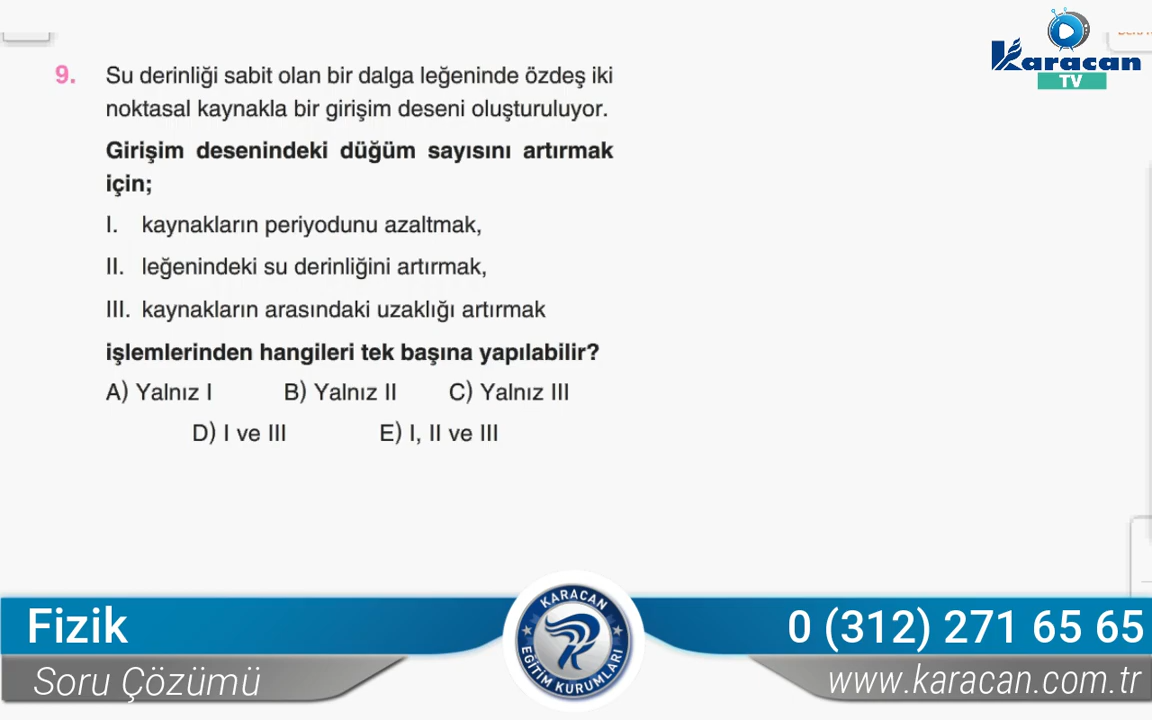 Karacan
TV
9. Su derinliği sabit olan bir dalga leğeninde özdeş iki
noktasal kaynakla bir girişim deseni oluşturuluyor.
Girişim desenindeki düğüm sayısını artırmak
için;
I. kaynakların periyodunu azaltmak,
II. leğenindeki su derinliğini artırmak,
III. kaynakların arasındaki uzaklığı artırmak
işlemlerinden hangileri tek başına yapılabilir?
A) Yalnız I B) Yalnız II C) Yalnız III
D) I ve III E) I, II ve III
Fizik
Soru Çözümü
KARACAN
EĞİTİM KURUMLARI
0 (312) 271 65 65
www.karacan.com.tr